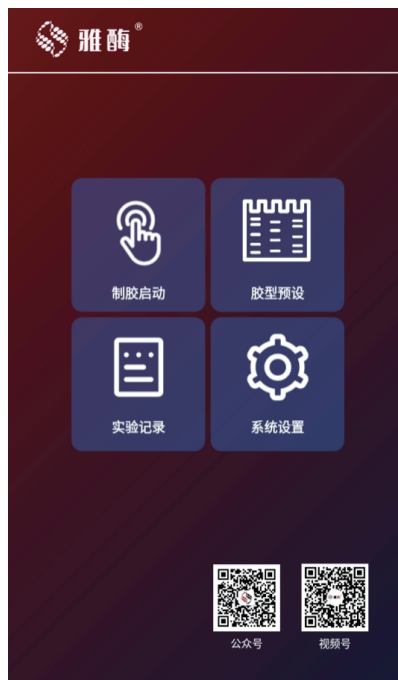 雅酶®
制胶启动
胶型预设
实验记录
系统设置
公众号
视频号